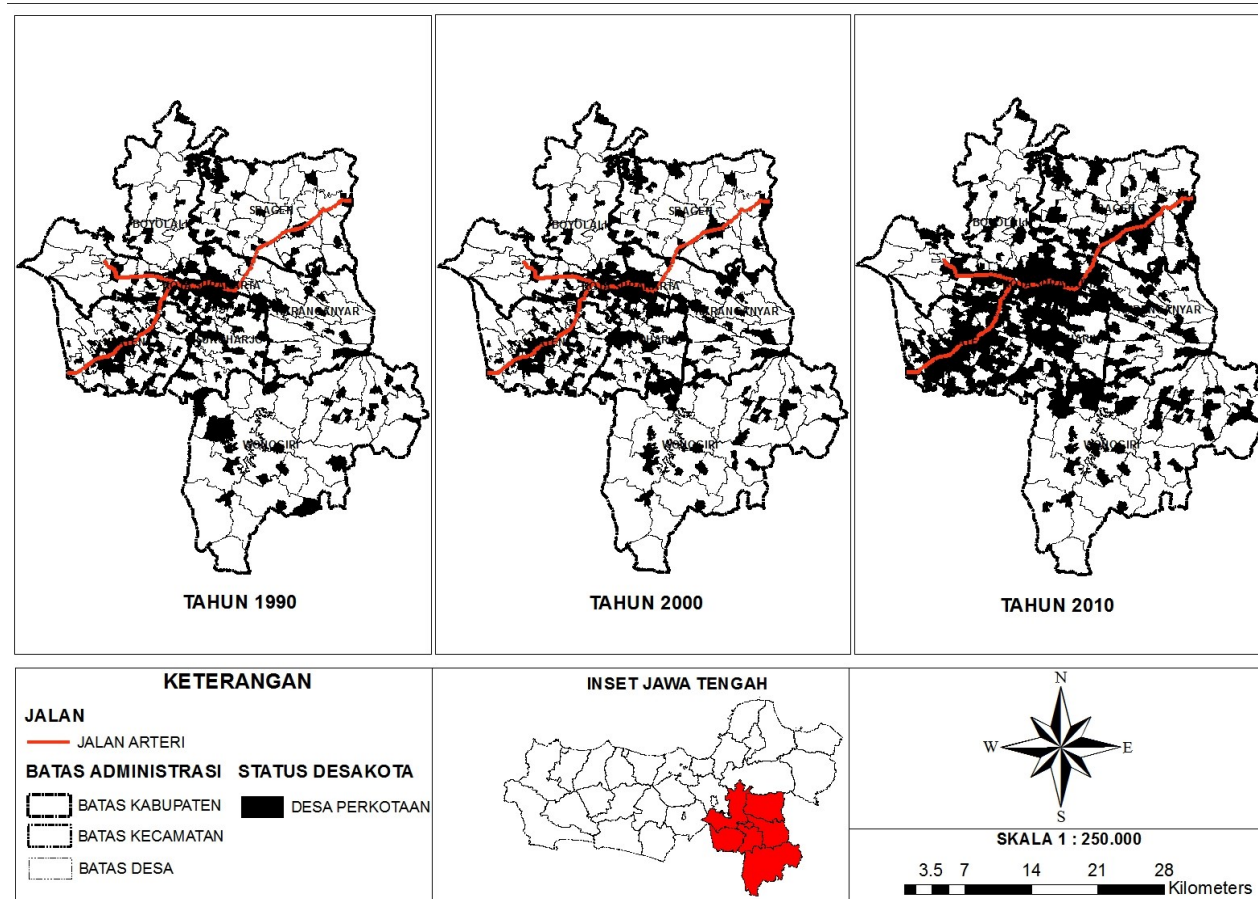 BOYOLALI
SRAGEN
KARANGANYAR
WONOGIRI
TAHUN 1990
BOYOLALI
SRAGEN
KARANGANYAR
WONOGIRI
TAHUN 2000
BOYOLALI
WONOGIRI
TAHUN 2010
KETERANGAN
JALAN
JALAN ARTERI
BATAS ADMINISTRASI
BATAS KABUPATEN
BATAS KECAMATAN
BATAS DESA
STATUS DESAKOTA
DESA PERKOTAAN
INSET JAWA TENGAH
N
W E
S
SKALA 1 : 250.000
3.5 7 14 21 28
Kilometers